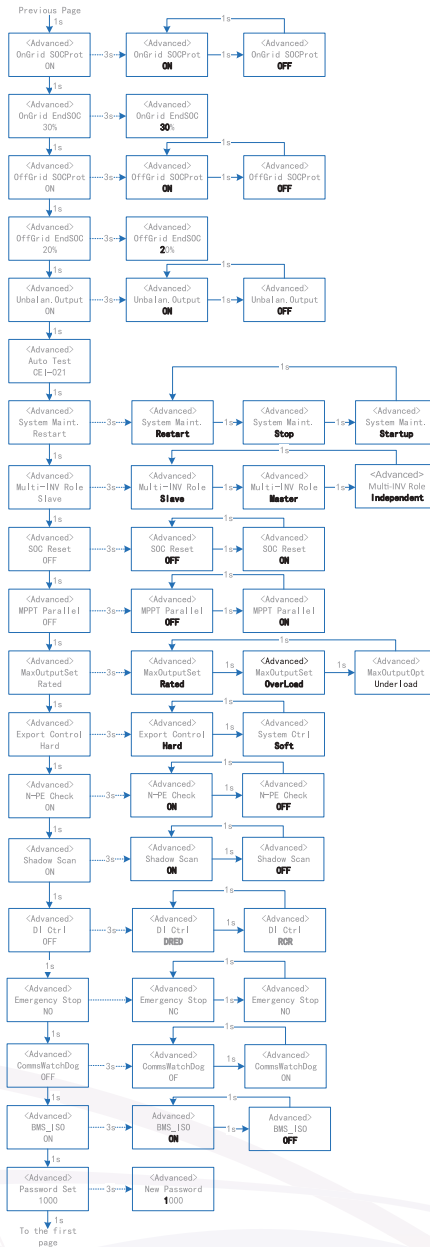 Previous Page
1s
1s
<Advanced>
OnGrid SOCProt
ON
3s
<Advanced>
OnGrid SOCProt
ON
1s
<Advanced>
OnGrid SOCProt
OFF
1s
<Advanced>
OnGrid EndSOC
30%
3s
<Advanced>
OnGrid EndSOC
30%
1s
1s
<Advanced>
OffGrid SOCProt
ON
3s
<Advanced>
OffGrid SOCProt
ON
1s
<Advanced>
OffGrid SOCProt
OFF
1s
<Advanced>
OffGrid EndSOC
20%
3s
<Advanced>
OffGrid EndSOC
20%
1s
1s
<Advanced>
Unbalan.Output
ON
3s
<Advanced>
Unbalan.Output
ON
1s
<Advanced>
Unbalan.Output
OFF
1s
<Advanced>
Auto Test
CEI-021
1s
1s
<Advanced>
System Maint.
Restart
3s
<Advanced>
System Maint.
Restart
1s
<Advanced>
System Maint.
Stop
1s
<Advanced>
System Maint.
Startup
1s
1s
<Advanced>
Multi-INV Role
Slave
3s
<Advanced>
Multi-INV Role
Slave
1s
<Advanced>
Multi-INV Role
Master
1s
<Advanced>
Multi-INV Role
Independent
1s
1s
<Advanced>
SOC Reset
OFF
3s
<Advanced>
SOC Reset
OFF
1s
<Advanced>
SOC Reset
ON
1s
1s
<Advanced>
MPPT Parallel
OFF
3s
<Advanced>
MPPT Parallel
OFF
1s
<Advanced>
MPPT Parallel
ON
1s
1s
<Advanced>
MaxOutputSet
Rated
3s
<Advanced>
MaxOutputSet
Rated
1s
<Advanced>
MaxOutputSet
OverLoad
1s
<Advanced>
MaxOutputOpt
Underload
1s
1s
<Advanced>
Export Control
Hard
3s
<Advanced>
Export Control
Hard
1s
<Advanced>
System Ctrl
Soft
1s
1s
<Advanced>
N-PE Check
ON
3s
<Advanced>
N-PE Check
ON
1s
<Advanced>
N-PE Check
OFF
1s
1s
<Advanced>
Shadow Scan
ON
3s
<Advanced>
Shadow Scan
ON
1s
<Advanced>
Shadow Scan
OFF
1s
1s
<Advanced>
DI Ctrl
OFF
3s
<Advanced>
DI Ctrl
DRED
1s
<Advanced>
DI Ctrl
RCR
1s
1s
<Advanced>
Emergency Stop
NO
<Advanced>
Emergency Stop
NC
1s
<Advanced>
Emergency Stop
NO
1s
1s
<Advanced>
CommsWatchDog
OFF
3s
<Advanced>
CommsWatchDog
OF
1s
<Advanced>
CommsWatchDog
ON
1s
1s
<Advanced>
BMS_ISO
ON
3s
Advanced>
BMS_ISO
ON
1s
Advanced>
BMS_ISO
OFF
1s
<Advanced>
Password Set
1000
3s
<Advanced>
New Password
1000
1s
To the first
page